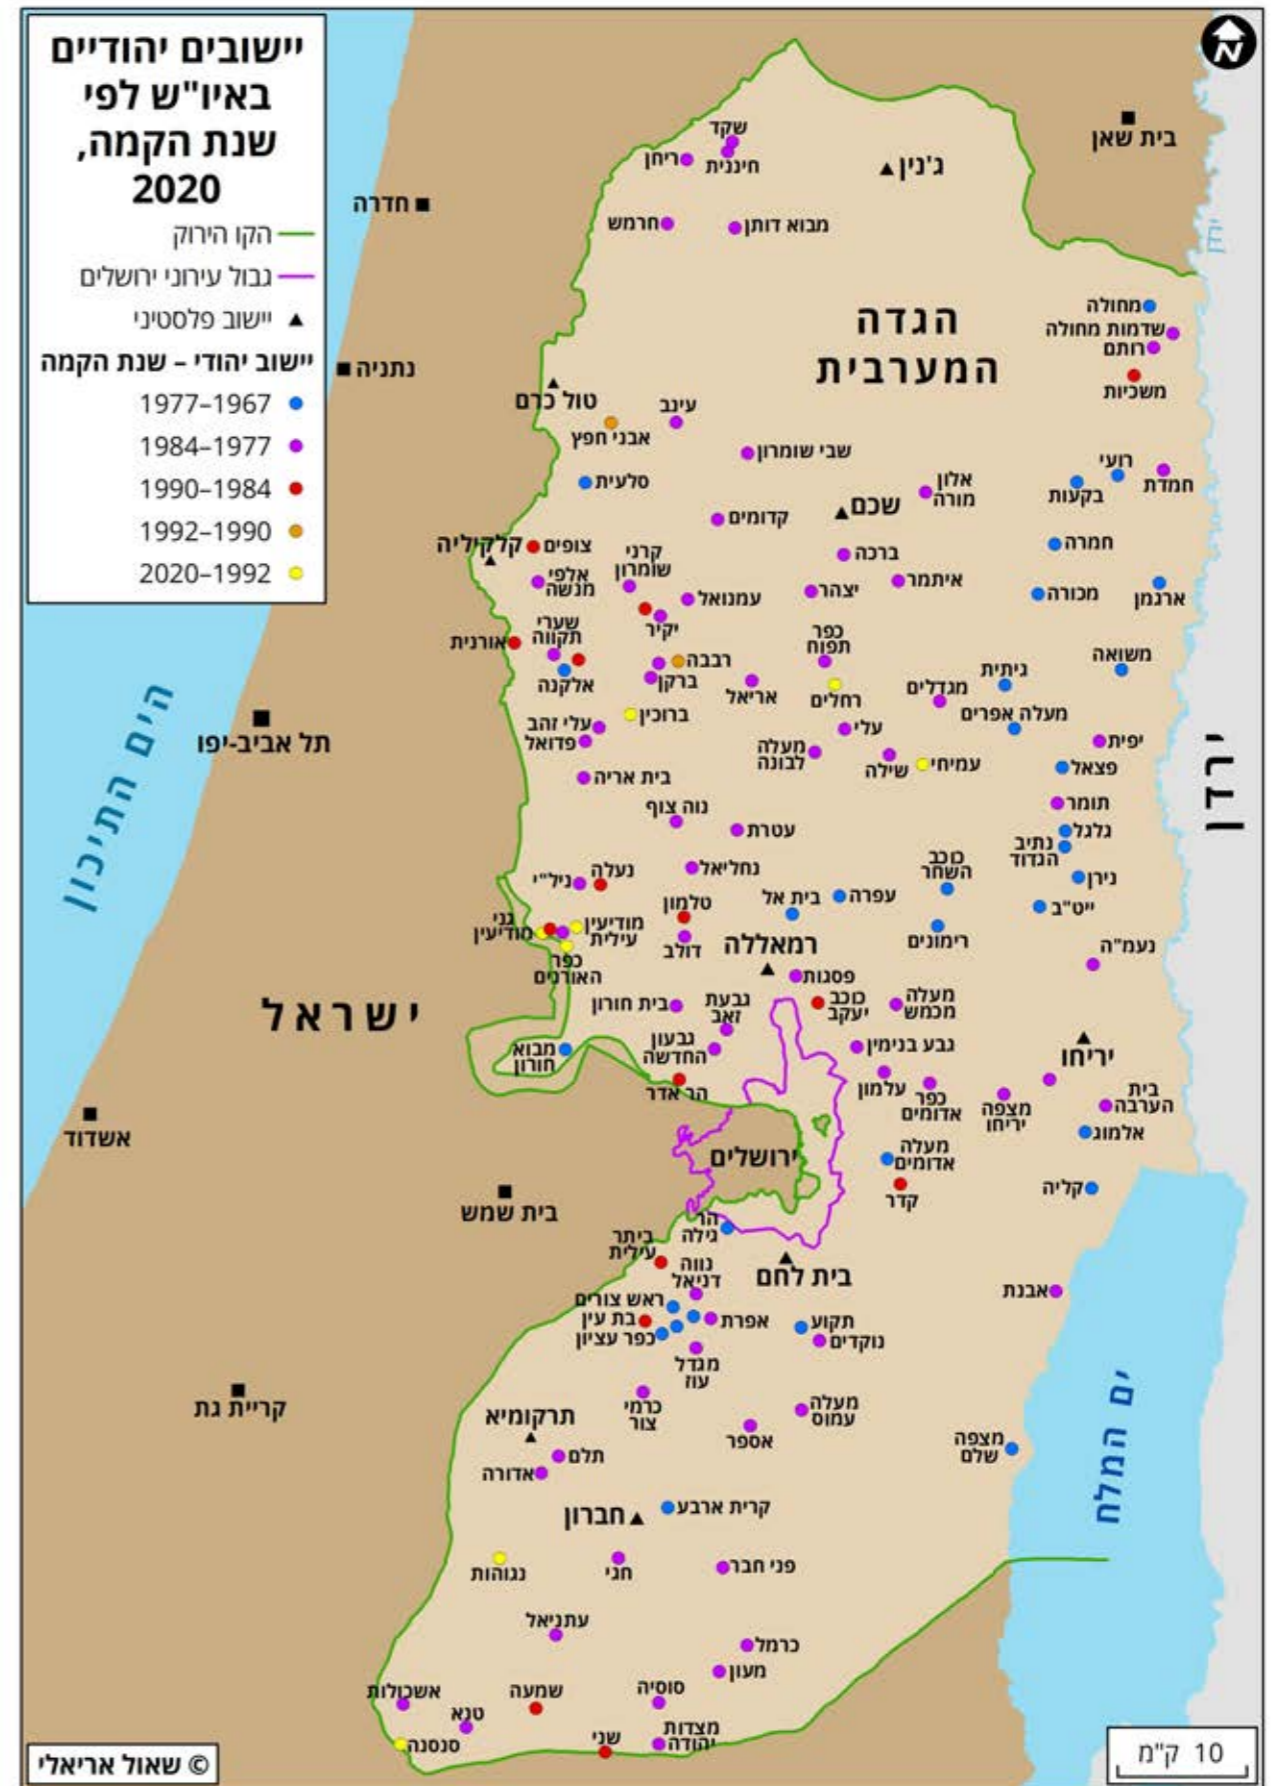 יישובים יהודיים
באיו"ש לפי
שנת הקמה,
2020
הקו הירוק
גבול עירוני ירושלים
יישוב פלסטיני
יישוב יהודי – שנת הקמה
1977–1967
1984–1977
1990–1984
1992–1990
2020–1992
N
בית שאן
שקד
ריחן
חיננית
ג'נין
חדרה
חרמש
מבוא דותן
ירדן
הגדה
המערבית
מחולה
שדמות מחולה
רותם
משכיות
נתניה
טול כרם
עינב
אבני חפץ
שבי שומרון
סלעית
רועי
בקעות
חמדת
אלון
מורה
שכם
קדומים
קלקיליה
צופים
קרני
שומרון
ברכה
חמרה
אלפי
מנשה
עמנואל
יצהר
איתמר
מכורה
ארגמן
יקיר
שערי
תקווה
אורנית
כפר
תפוח
רבבה
אלקנה
ברקן
אריאל
רחלים
מגדלים
גיתית
משואה
ברוכין
מעלה אפרים
עלי זהב
פדואל
עלי
מעלה
לבונה
שילה
עמיחי
יפית
פצאל
תל אביב-יפו
הים התיכון
ירדן
בית אריה
נוה צוף
עטרת
תומר
גלגל
נתיב
הגדוד
נעלה
ניל"י
נחליאל
כוכב
השחר
נירן
טלמון
בית אל
עפרה
ייט"ב
גני
מודיעין
מודיעין
עילית
דולב
רימונים
כפר
האורנים
רמאללה
נעמ"ה
פסגות
בית חורון
גבעת
זאב
כוכב
יעקב
מעלה
מכמש
ישראל
מבוא
חורון
גבעון
החדשה
גבע בנימין
יריחו
הר אדר
עלמון
כפר
אדומים
מצפה
יריחו
בית
הערבה
אשדוד
אלמוג
ירושלים
מעלה
אדומים
קדר
קליה
בית שמש
הר
גילה
ביתר
עילית
נווה
דניאל
בית לחם
אבנת
ראש צורים
בת עין
אפרת
תקוע
כפר עציון
נוקדים
מגדל
עוז
ים המלח
קריית גת
כרמי
צור
מעלה
עמוס
תרקומיא
אספר
מצפה
שלם
תלם
אדורה
קרית ארבע
חברון
נגוהות
חגי
פני חבר
עתניאל
כרמל
מעון
אשכולות
שמעה
סוסיה
טנא
סנסנה
שני
מצדות
יהודה
© שאול אריאלי
10 ק"מ